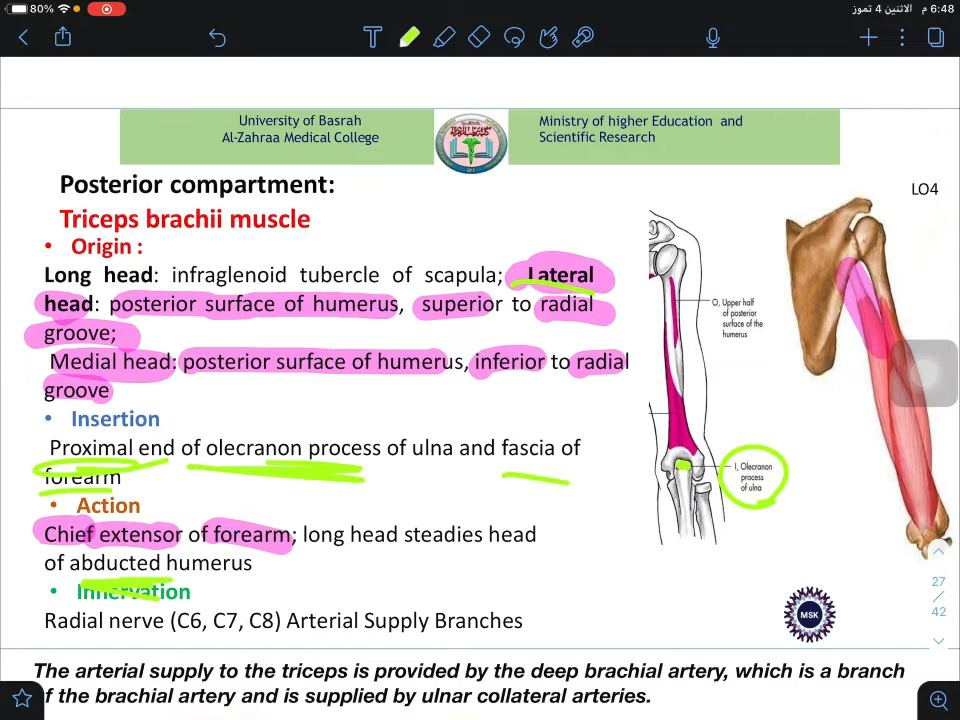 80%
6:48 م الاثنين 4 تموز
University of Basrah
Al-Zahraa Medical College
Ministry of higher Education and
Scientific Research
Posterior compartment:
LO4
Triceps brachii muscle
• Origin :
Long head: infraglenoid tubercle of scapula; Lateral
head: posterior surface of humerus, superior to radial
groove;
Medial head: posterior surface of humerus, inferior to radial
groove
• Insertion
Proximal end of olecranon process of ulna and fascia of
forearm
• Action
Chief extensor of forearm; long head steadies head
of abducted humerus
• Innervation
Radial nerve (C6, C7, C8) Arterial Supply Branches
O, Upper half
of posterior
surface of the
humerus
I, Olecranon
process
of ulna
27
/
42
MSK
The arterial supply to the triceps is provided by the deep brachial artery, which is a branch
f the brachial artery and is supplied by ulnar collateral arteries.